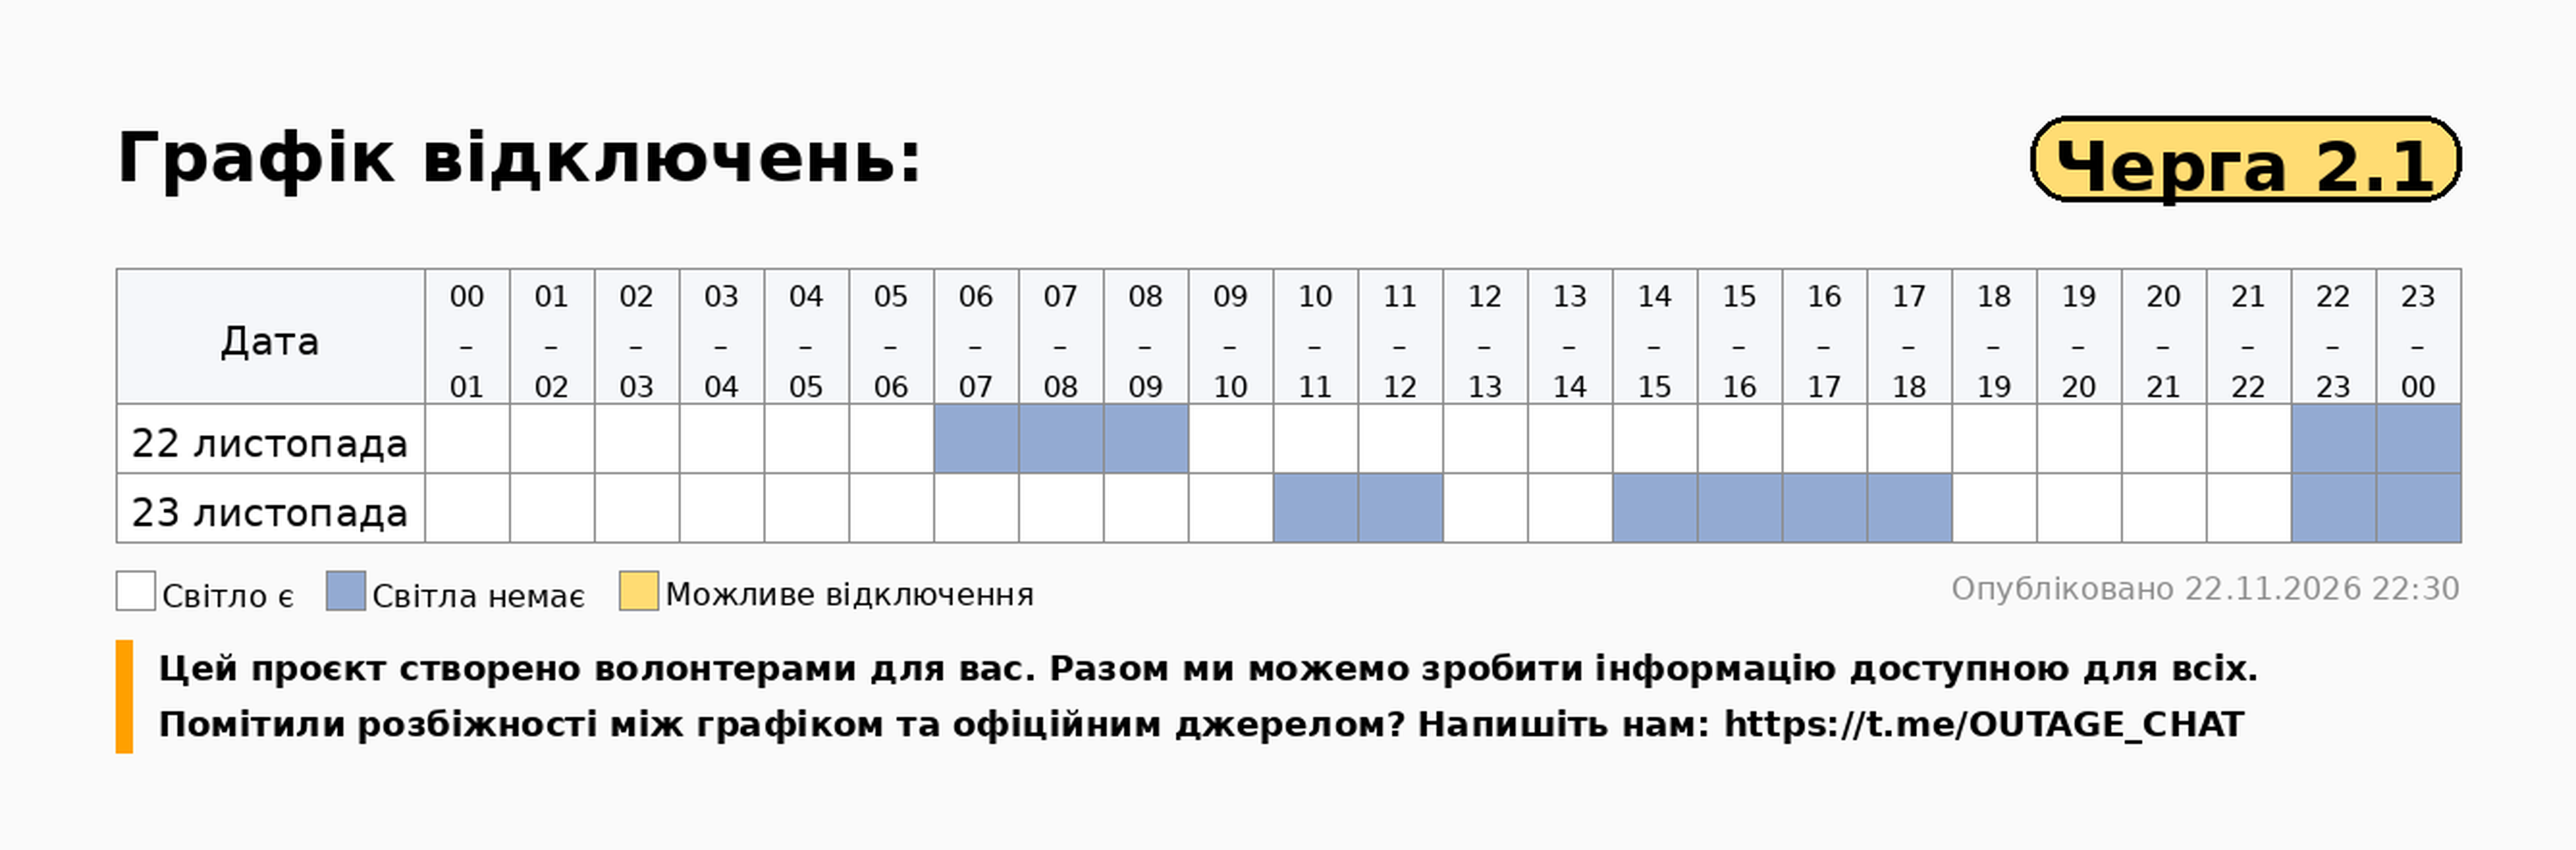 Графік відключень:
Черга 2.1
Дата 00 – 01 01 – 02 02 – 03 03 – 04 04 – 05 05 – 06 06 – 07 07 – 08 08 – 09 09 – 10 10 – 11 11 – 12 12 – 13 13 – 14 14 – 15 15 – 16 16 – 17 17 – 18 18 – 19 19 – 20 20 – 21 21 – 22 22 – 23 23 – 00
22 листопада
23 листопада
Світло є Світла немає Можливе відключення
Опубліковано 22.11.2026 22:30
Цей проєкт створено волонтерами для вас. Разом ми можемо зробити інформацію доступною для всіх.
Помітили розбіжності між графіком та офіційним джерелом? Напишіть нам: https://t.me/OUTAGE_CHAT